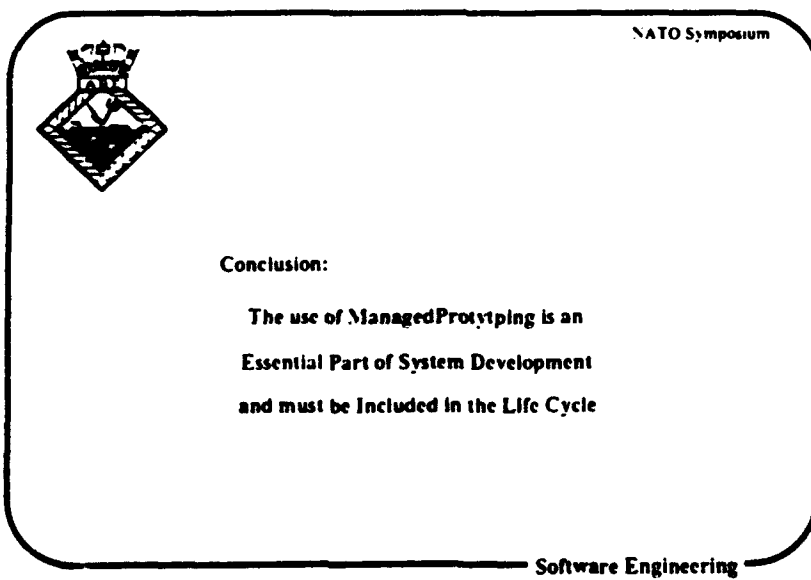 NATO Symposium
ARE
Conclusion:
The use of ManagedProtytping is an
Essential Part of System Development
and must be Included in the Life Cycle
Software Engineering